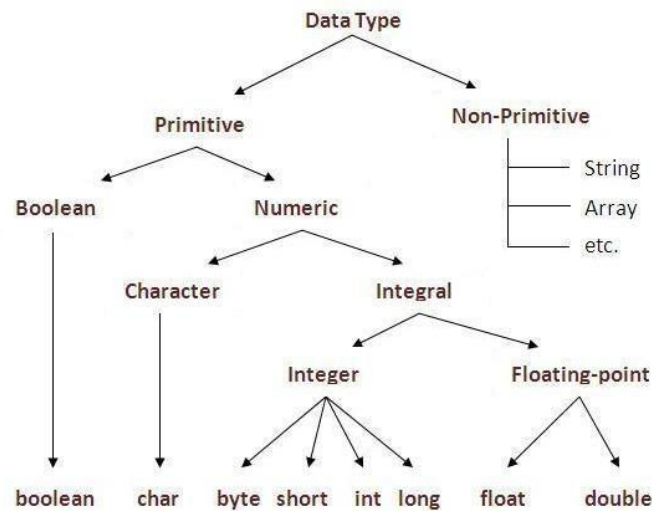 Data Type
Primitive
Non-Primitive
String
Array
etc.
Boolean
Numeric
Character
Integral
Integer
Floating-point
boolean char byte short int long float double